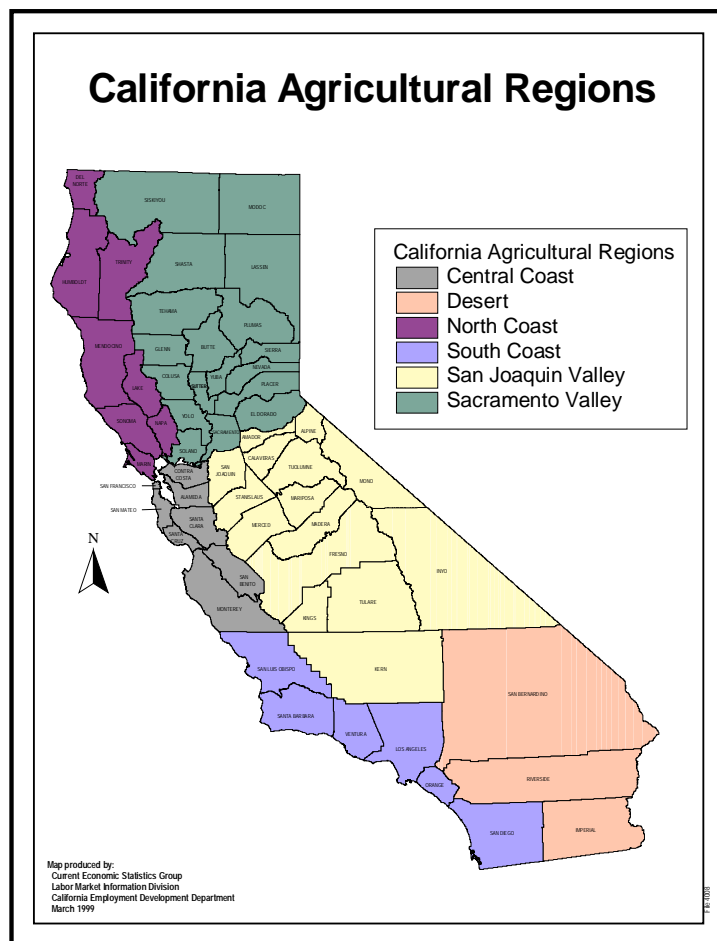 California Agricultural Regions
DEL
NORTE
SISKIYOU
MODOC
HUMBOLDT
TRINITY
SHASTA
LASSEN
TEHAMA
PLUMAS
MENDOCINO
GLENN
BUTTE
SIERRA
NEVADA
COLUSA
YUBA
SUTTER
PLACER
LAKE
EL DORADO
YOLO
SONOMA
NAPA
SACRAMENTO
AMADOR
ALPINE
SOLANO
MARIN
CALAVERAS
CONTRA
COSTA
SAN
JOAQUIN
TUOLUMNE
MONO
SAN FRANCISCO
ALAMEDA
STANISLAUS
MARIPOSA
SAN MATEO
SANTA
CLARA
SANTA
CRUZ
MERCED
MADERA
FRESNO
SAN
BENITO
INYO
MONTEREY
KINGS
TULARE
SAN LUIS OBISPO
KERN
SAN BERNARDINO
SANTA BARBARA
VENTURA
LOS ANGELES
ORANGE
RIVERSIDE
SAN DIEGO
IMPERIAL
California Agricultural Regions
Central Coast
Desert
North Coast
South Coast
San Joaquin Valley
Sacramento Valley
N
Map produced by:
Current Economic Statistics Group
Labor Market Information Division
California Employment Development Department
March 1999